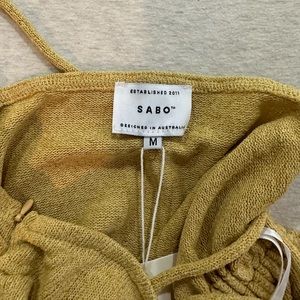 ESTABLISHED 2011
SABO™
DESIGNED IN AUSTRALIA
M